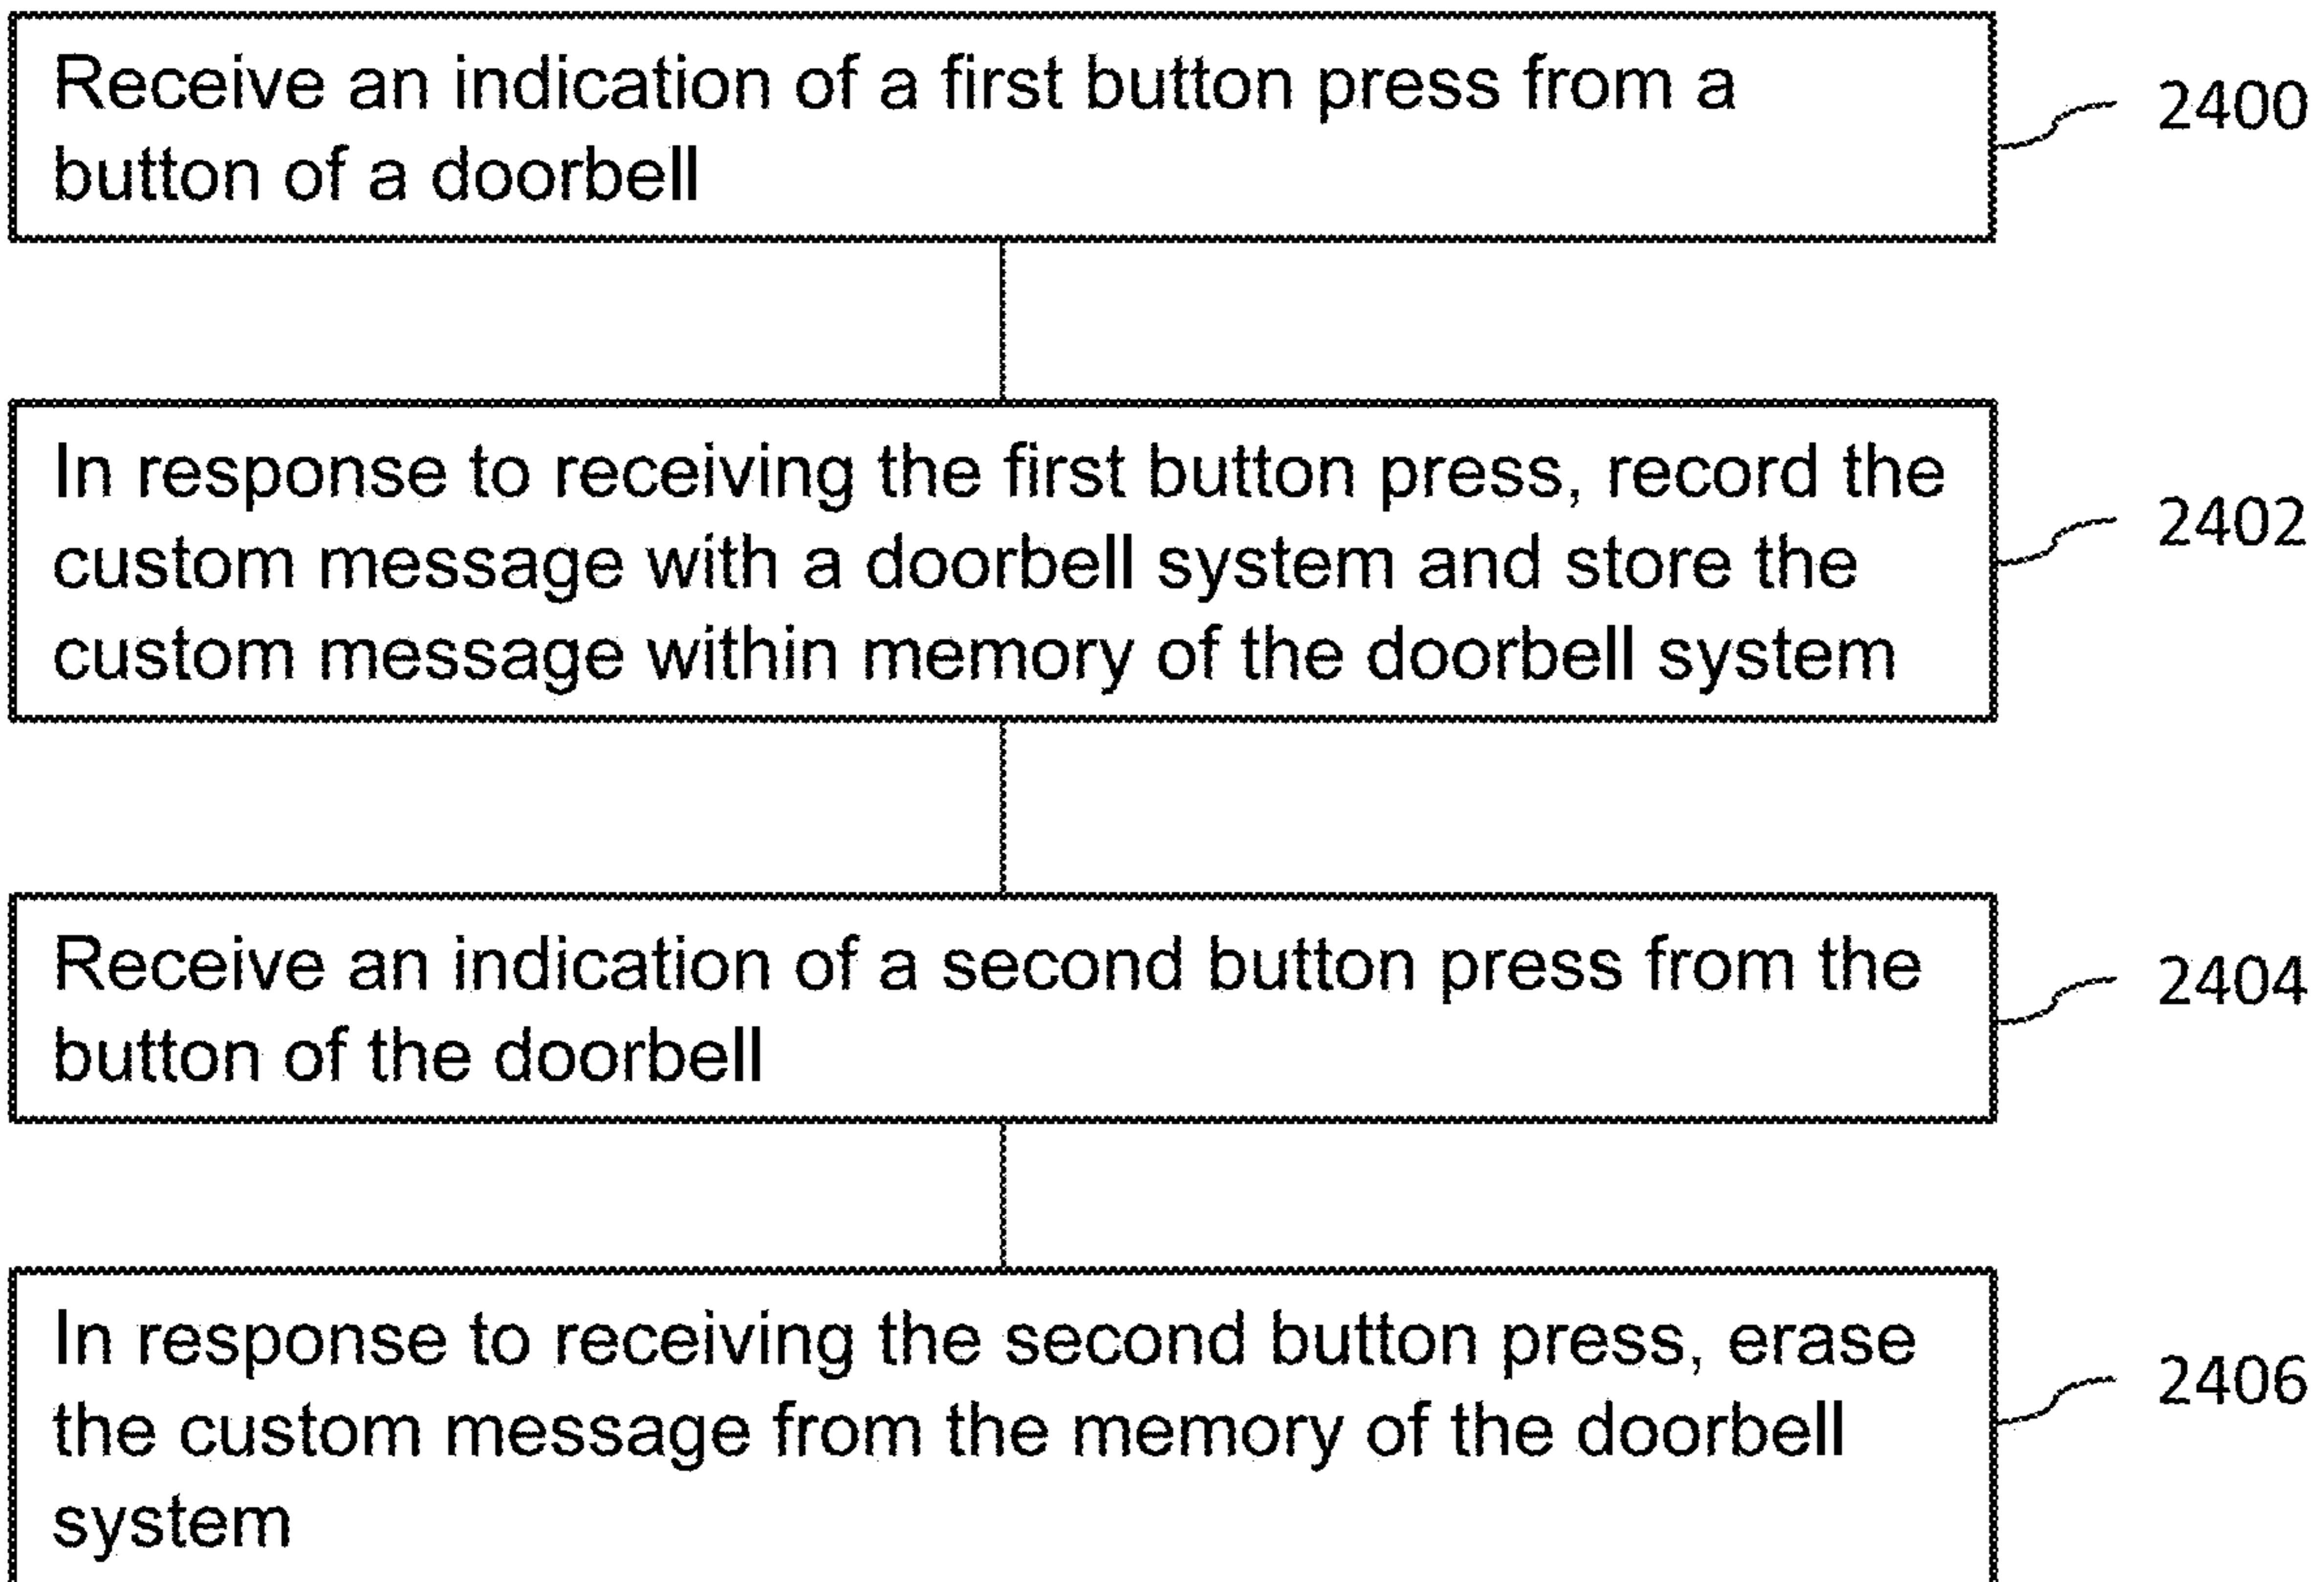 Receive an indication of a first button press from a
button of a doorbell
2400
In response to receiving the first button press, record the
custom message with a doorbell system and store the
custom message within memory of the doorbell system
2402
Receive an indication of a second button press from the
button of the doorbell
2404
In response to receiving the second button press, erase
the custom message from the memory of the doorbell
system
2406